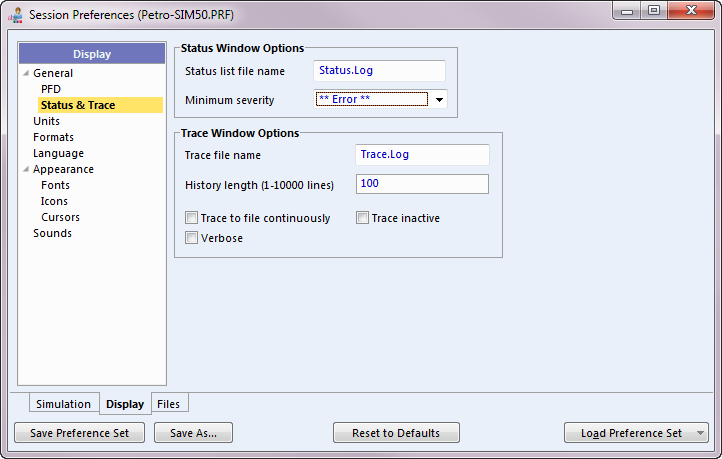 Session Preferences (Petro-SIM50.PRF)
Display
General
PFD
Status & Trace
Units
Formats
Language
Appearance
Fonts
Icons
Cursors
Sounds
Status Window Options
Status list file name Status.Log
Minimum severity ** Error **
Trace Window Options
Trace file name Trace.Log
History length (1-10000 lines) 100
Trace to file continuously Trace inactive
Verbose
Simulation Display Files
Save Preference Set Save As... Reset to Defaults Load Preference Set